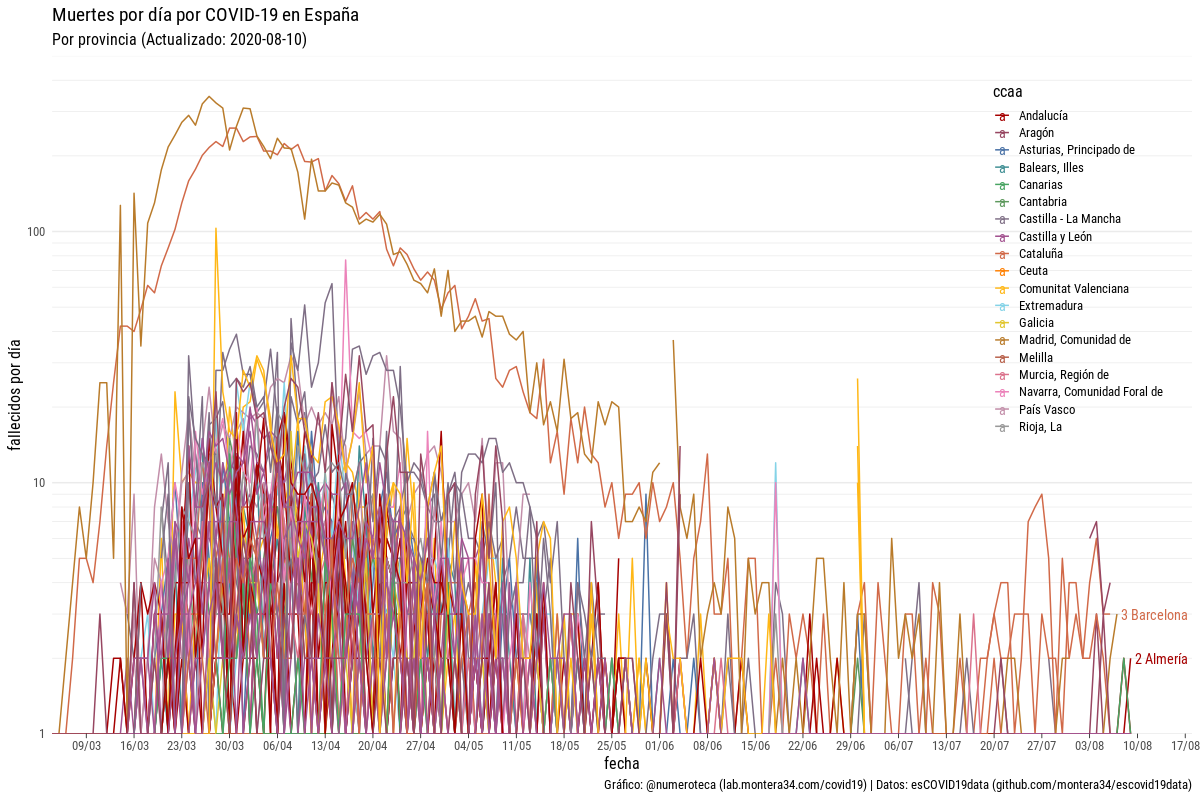 Muertes por día por COVID-19 en España
Por provincia (Actualizado: 2020-08-10)
ccaa
Andalucía
Aragón
Asturias, Principado de
Balears, Illes
Canarias
Cantabria
Castilla - La Mancha
Castilla y León
Cataluña
Ceuta
Comunitat Valenciana
Extremadura
Galicia
Madrid, Comunidad de
Melilla
Murcia, Región de
Navarra, Comunidad Foral de
País Vasco
Rioja, La
fallecidos por día
100
10
1
3 Barcelona
2 Almería
09/03 16/03 23/03 30/03 06/04 13/04 20/04 27/04 04/05 11/05 18/05 25/05 01/06 08/06 15/06 22/06 29/06 06/07 13/07 20/07 27/07 03/08 10/08 17/08
fecha
Gráfico: @numeroteca (lab.montera34.com/covid19) | Datos: esCOVID19data (github.com/montera34/escovid19data)